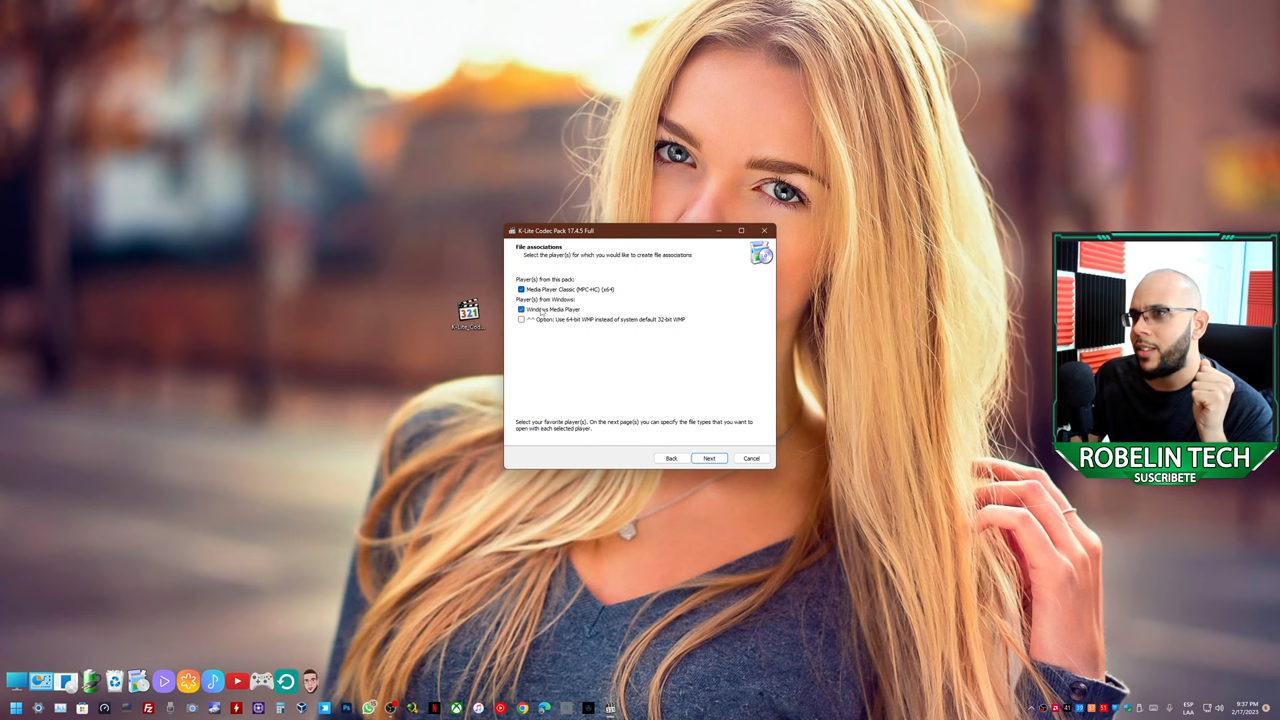 K-Lite Codec Pack 17.4.5 Full
File associations
Select the player(s) for which you would like to create file associations
Player(s) from this pack:
Media Player Classic (MPC-HC) (x64)
Player(s) from Windows:
Windows Media Player
^^ Option: Use 64-bit WMP instead of system default 32-bit WMP
Select your favorite player(s). On the next page(s) you can specify the file types that you want to
open with each selected player.
Back
Next
Cancel
321
K-Lite_Cod...
ROBELIN TECH
SUSCRIBETE
ESP
LAA
9:37 PM
2/17/2023